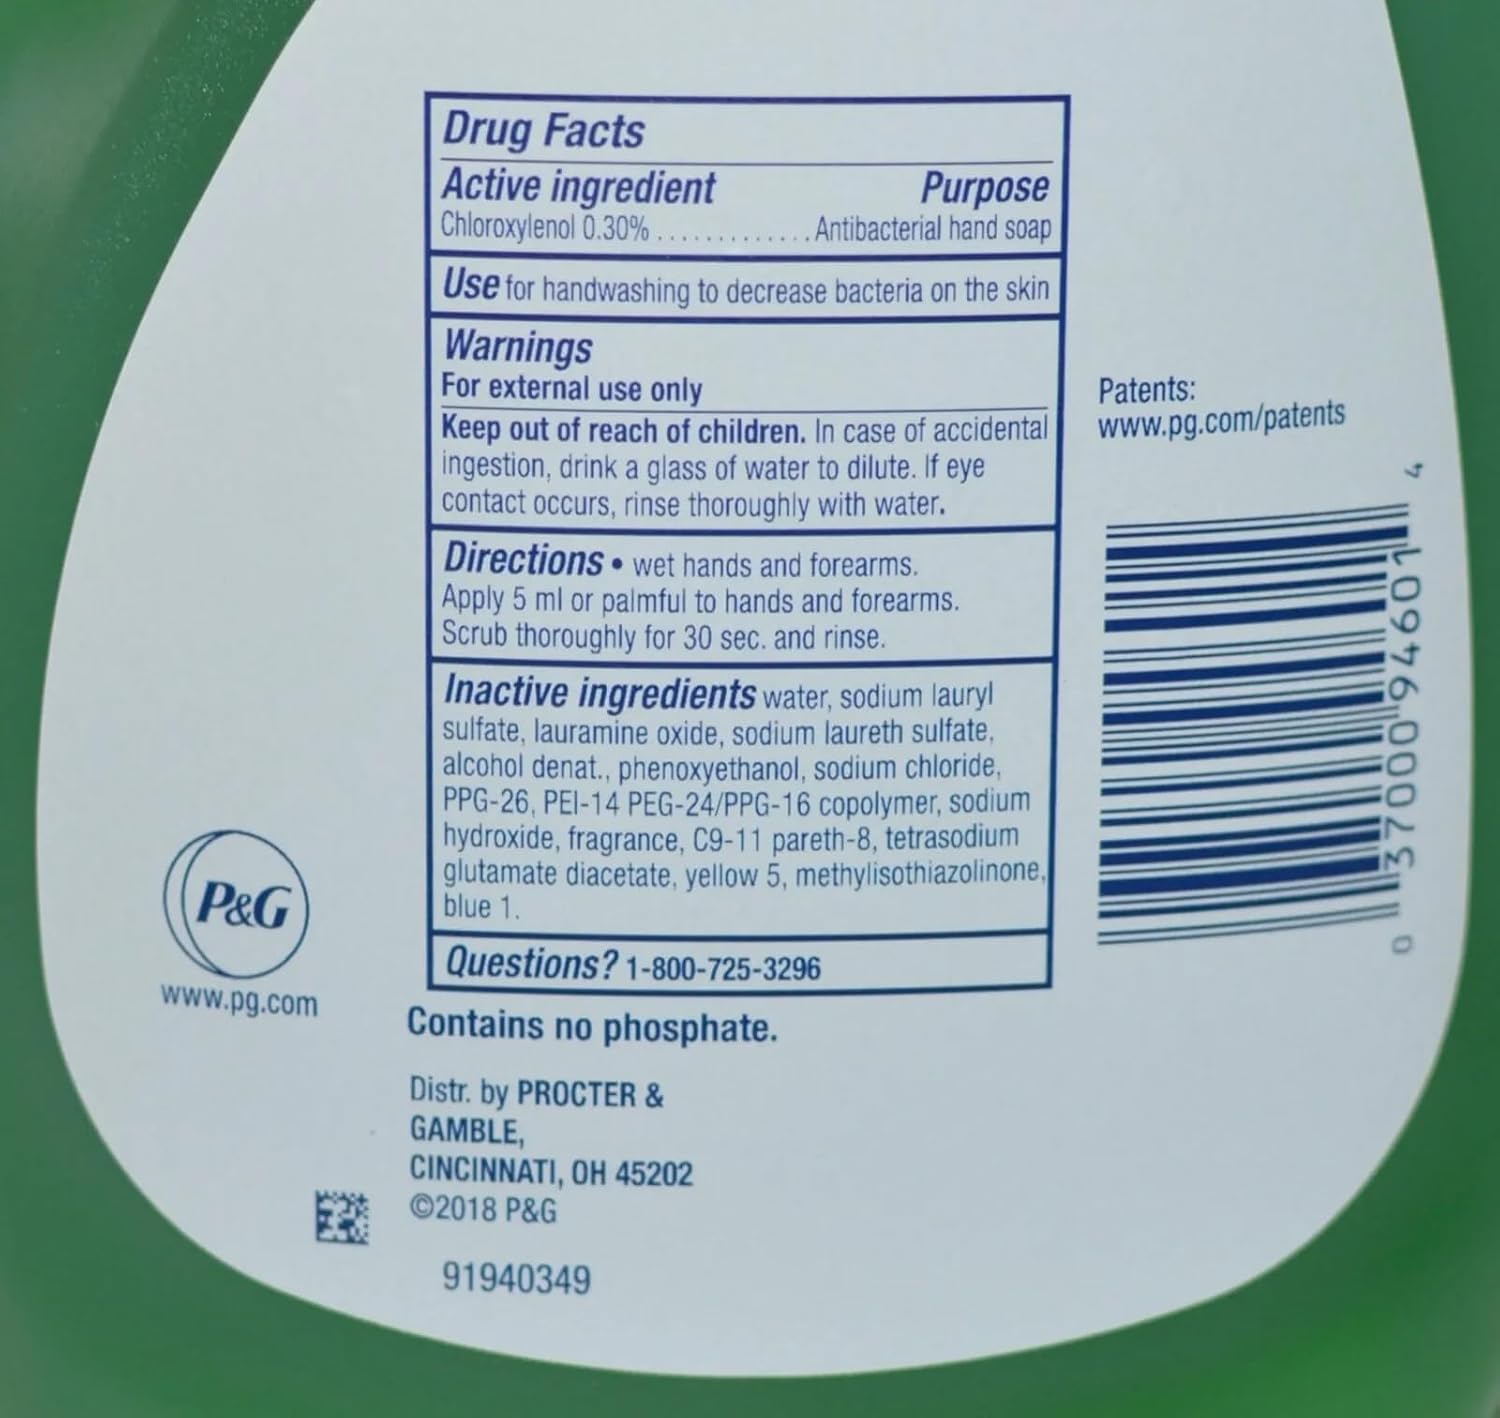 Drug Facts
Active ingredient Purpose
Chloroxylenol 0.30% ............. Antibacterial hand soap
Use for handwashing to decrease bacteria on the skin
Warnings
For external use only
Keep out of reach of children. In case of accidental
ingestion, drink a glass of water to dilute. If eye
contact occurs, rinse thoroughly with water.
Directions • wet hands and forearms.
Apply 5 ml or palmful to hands and forearms.
Scrub thoroughly for 30 sec. and rinse.
Inactive ingredients water, sodium lauryl
sulfate, lauramine oxide, sodium laureth sulfate,
alcohol denat., phenoxyethanol, sodium chloride,
PPG-26, PEI-14 PEG-24/PPG-16 copolymer, sodium
hydroxide, fragrance, C9-11 pareth-8, tetrasodium
glutamate diacetate, yellow 5, methylisothiazolinone,
blue 1.
Questions? 1-800-725-3296
Contains no phosphate.
Distr. by PROCTER &
GAMBLE,
CINCINNATI, OH 45202
©2018 P&G
91940349
P&G
www.pg.com
Patents:
www.pg.com/patents
0 37000 94601 4